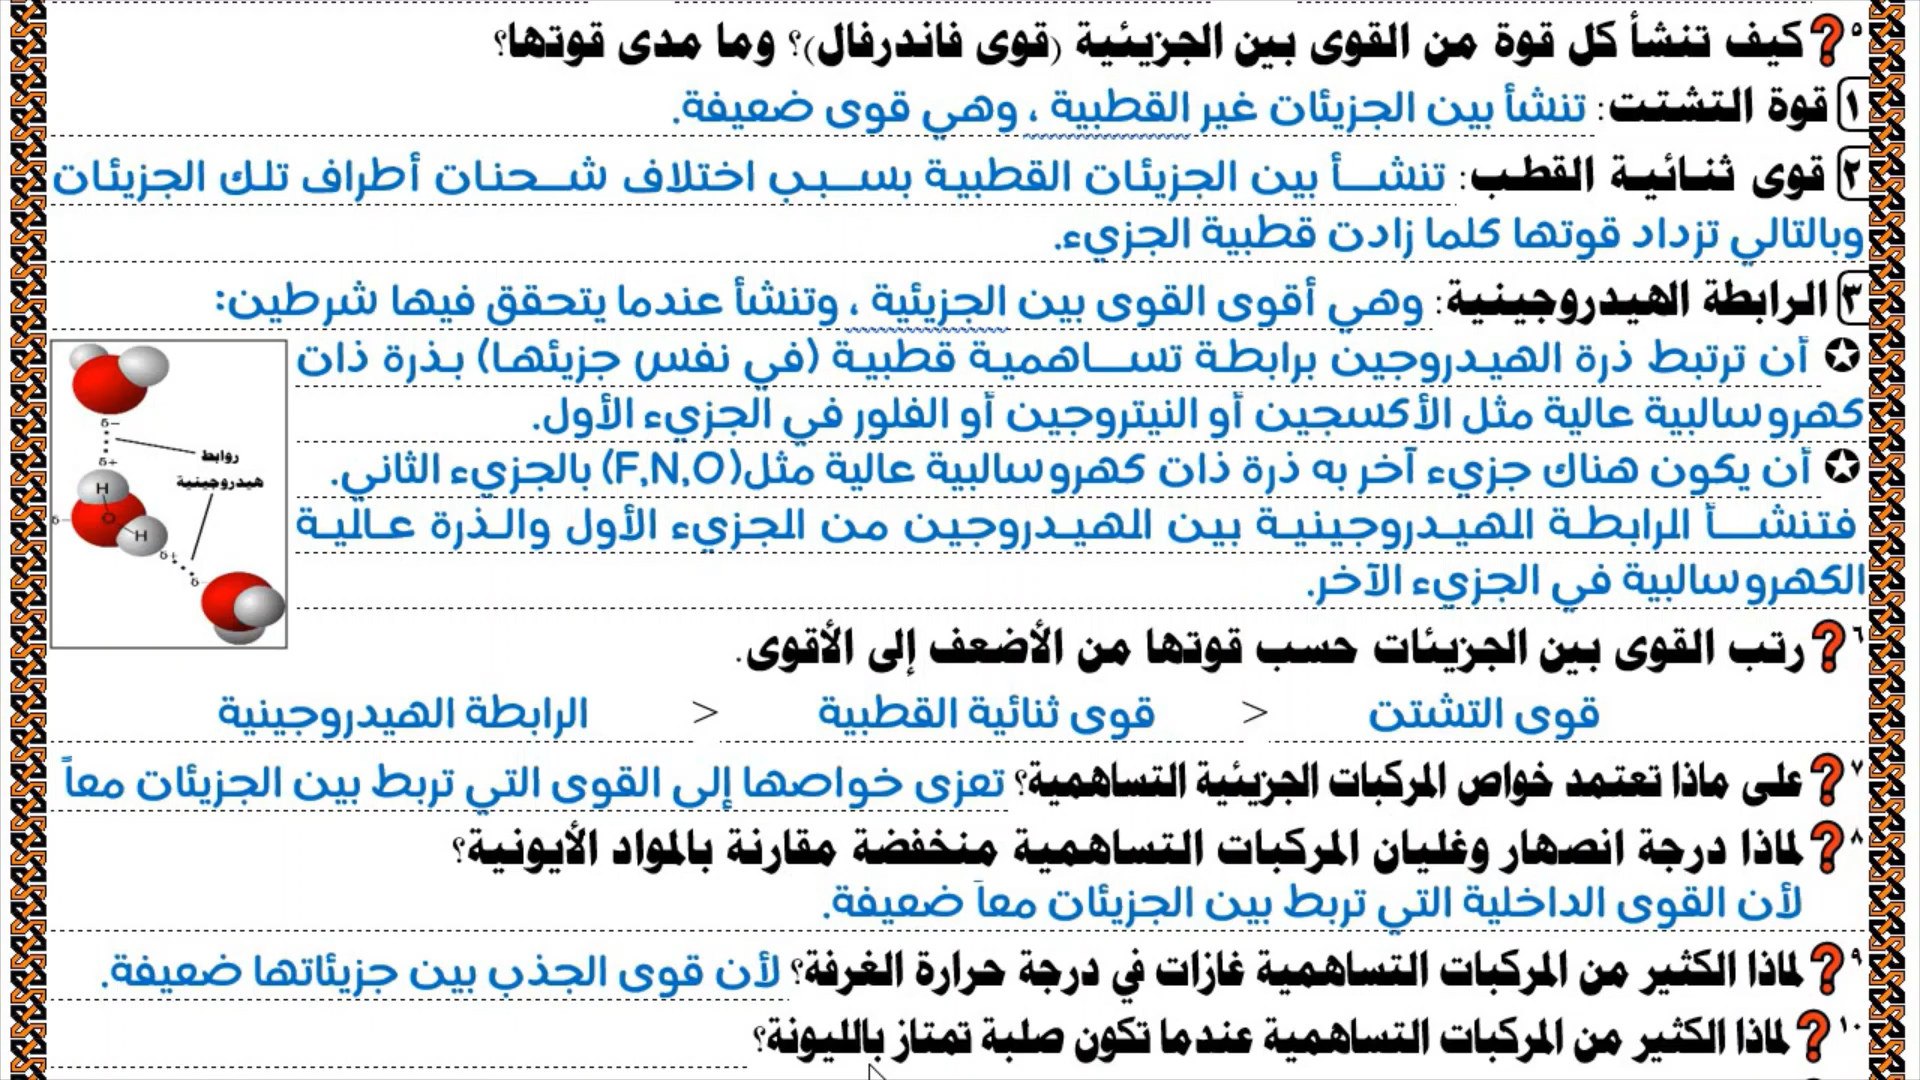 ٥ ❓ كيف تنشأ كل قوة من القوى بين الجزيئية (قوى فاندرفال)؟ وما مدى قوتها؟
١ قوة التشتت: تنشأ بين الجزيئات غير القطبية ، وهي قوى ضعيفة.
٢ قوى ثنائية القطب: تنشأ بين الجزيئات القطبية بسبب اختلاف شحنات أطراف تلك الجزيئات
وبالتالي تزداد قوتها كلما زادت قطبية الجزيء.
٣ الرابطة الهيدروجينية: وهي أقوى القوى بين الجزيئية ، وتنشأ عندما يتحقق فيها شرطين:
✪ أن ترتبط ذرة الهيدروجين برابطة تساهمية قطبية (في نفس جزيئها) بذرة ذات
كهروسالبية عالية مثل الأكسجين أو النيتروجين أو الفلور في الجزيء الأول.
✪ أن يكون هناك جزيء آخر به ذرة ذات كهروسالبية عالية مثل(F,N,O) بالجزيء الثاني.
فتنشأ الرابطة الهيدروجينية بين الهيدروجين من الجزيء الأول والذرة عالية
الكهروسالبية في الجزيء الآخر.
δ−
روابط
δ+
هيدروجينية
H
δ−
O
H
δ+
δ−
٦ ❓ رتب القوى بين الجزيئات حسب قوتها من الأضعف إلى الأقوى.
قوى التشتت > قوى ثنائية القطبية > الرابطة الهيدروجينية
٧ ❓ على ماذا تعتمد خواص المركبات الجزيئية التساهمية؟ تعزى خواصها إلى القوى التي تربط بين الجزيئات معاً
٨ ❓ لماذا درجة انصهار وغليان المركبات التساهمية منخفضة مقارنة بالمواد الأيونية؟
لأن القوى الداخلية التي تربط بين الجزيئات معاً ضعيفة.
٩ ❓ لماذا الكثير من المركبات التساهمية غازات في درجة حرارة الغرفة؟ لأن قوى الجذب بين جزيئاتها ضعيفة.
١٠ ❓ لماذا الكثير من المركبات التساهمية عندما تكون صلبة تمتاز بالليونة؟